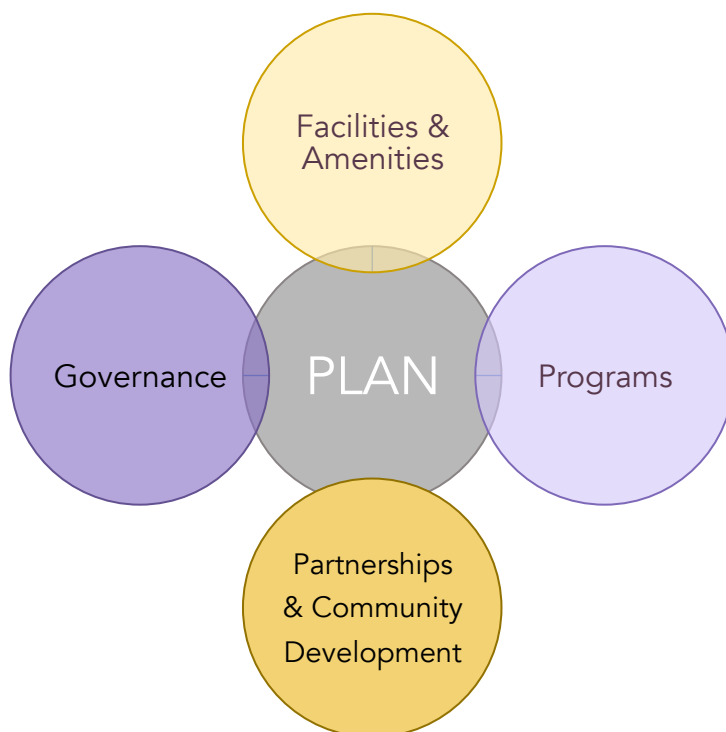 Facilities &
Amenities
Governance
PLAN
Programs
Partnerships
& Community
Development